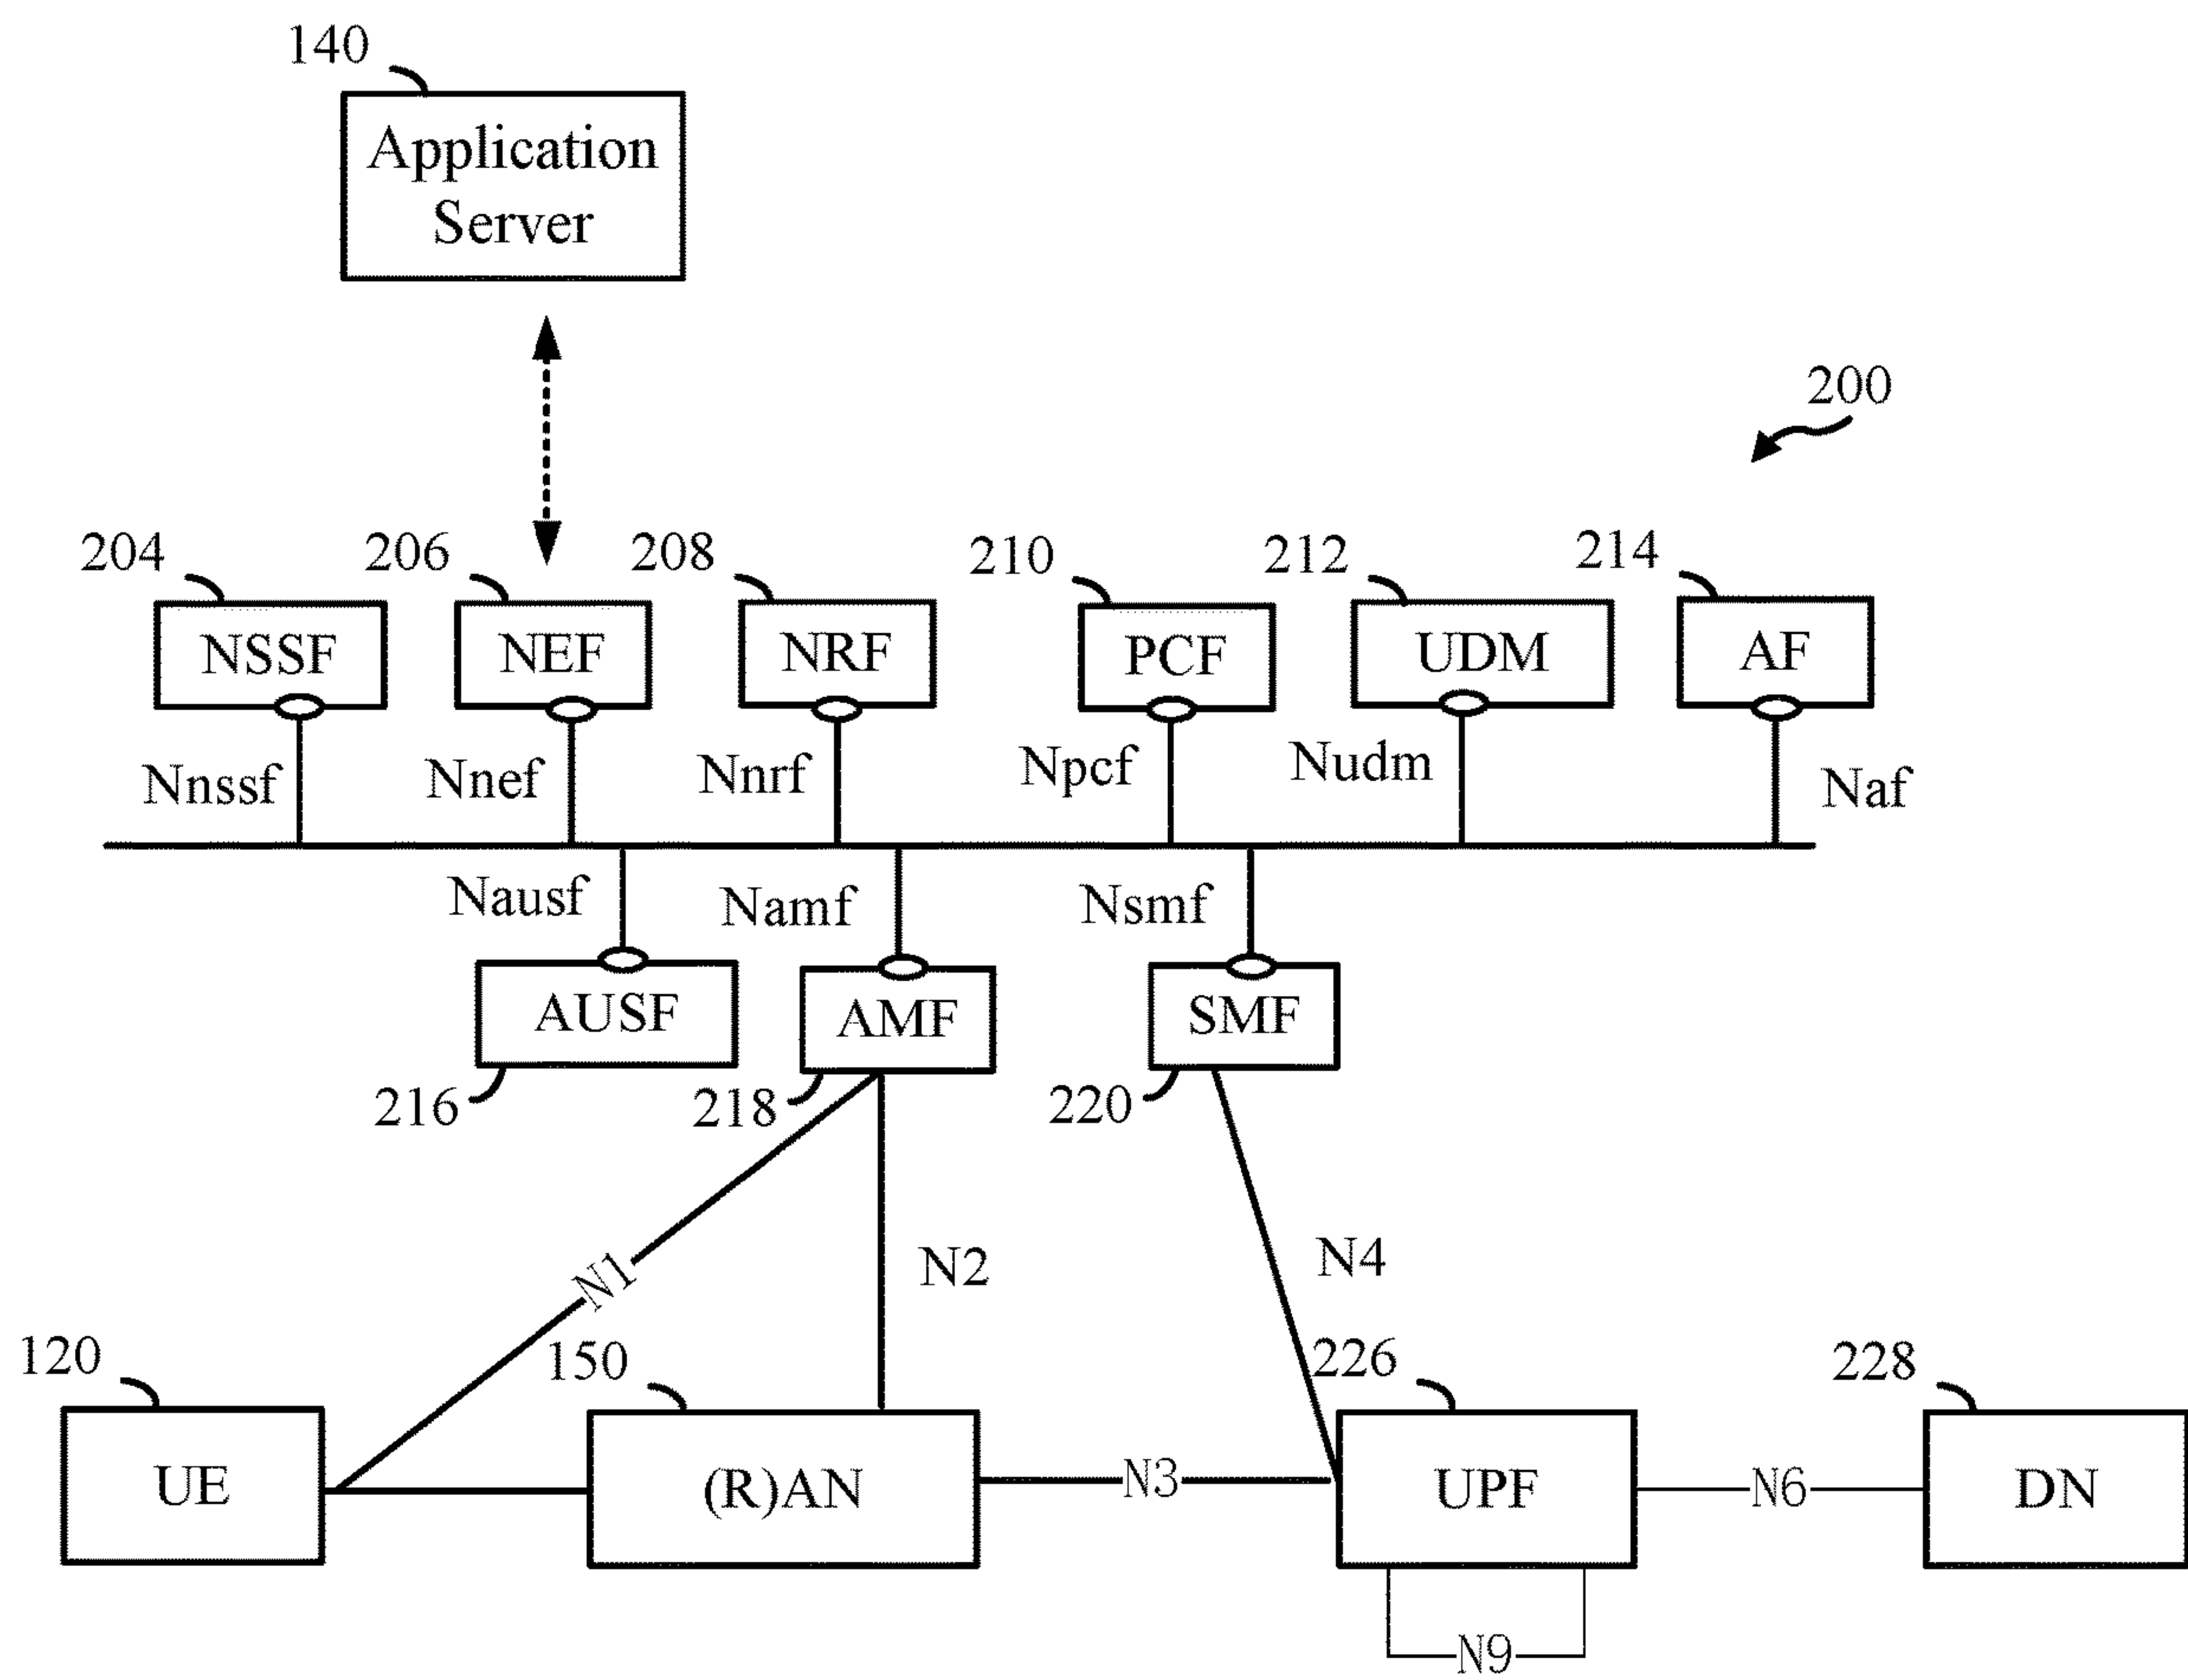 140
Application
Server
200
204
206
208
210
212
214
NSSF
NEF
NRF
PCF
UDM
AF
Nnssf
Nnef
Nnrf
Npcf
Nudm
Naf
Nausf
Namf
Nsmf
AUSF
AMF
SMF
216
218
220
N1
N2
N4
120
150
226
228
UE
(R)AN
N3
UPF
N6
DN
N9